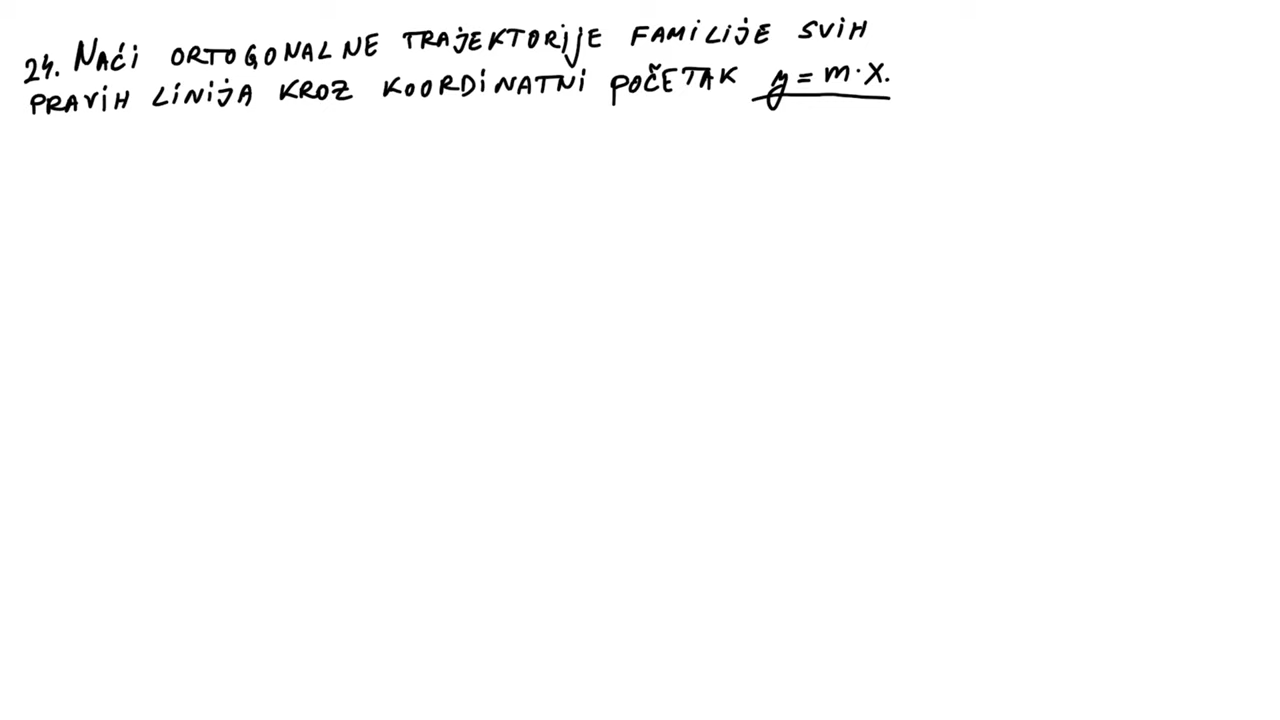 24. NAĆI ORTOGONALNE TRAJEKTORIJE FAMILIJE SVIH
PRAVIH LINIJA KROZ KOORDINATNI POČETAK y = m · x.